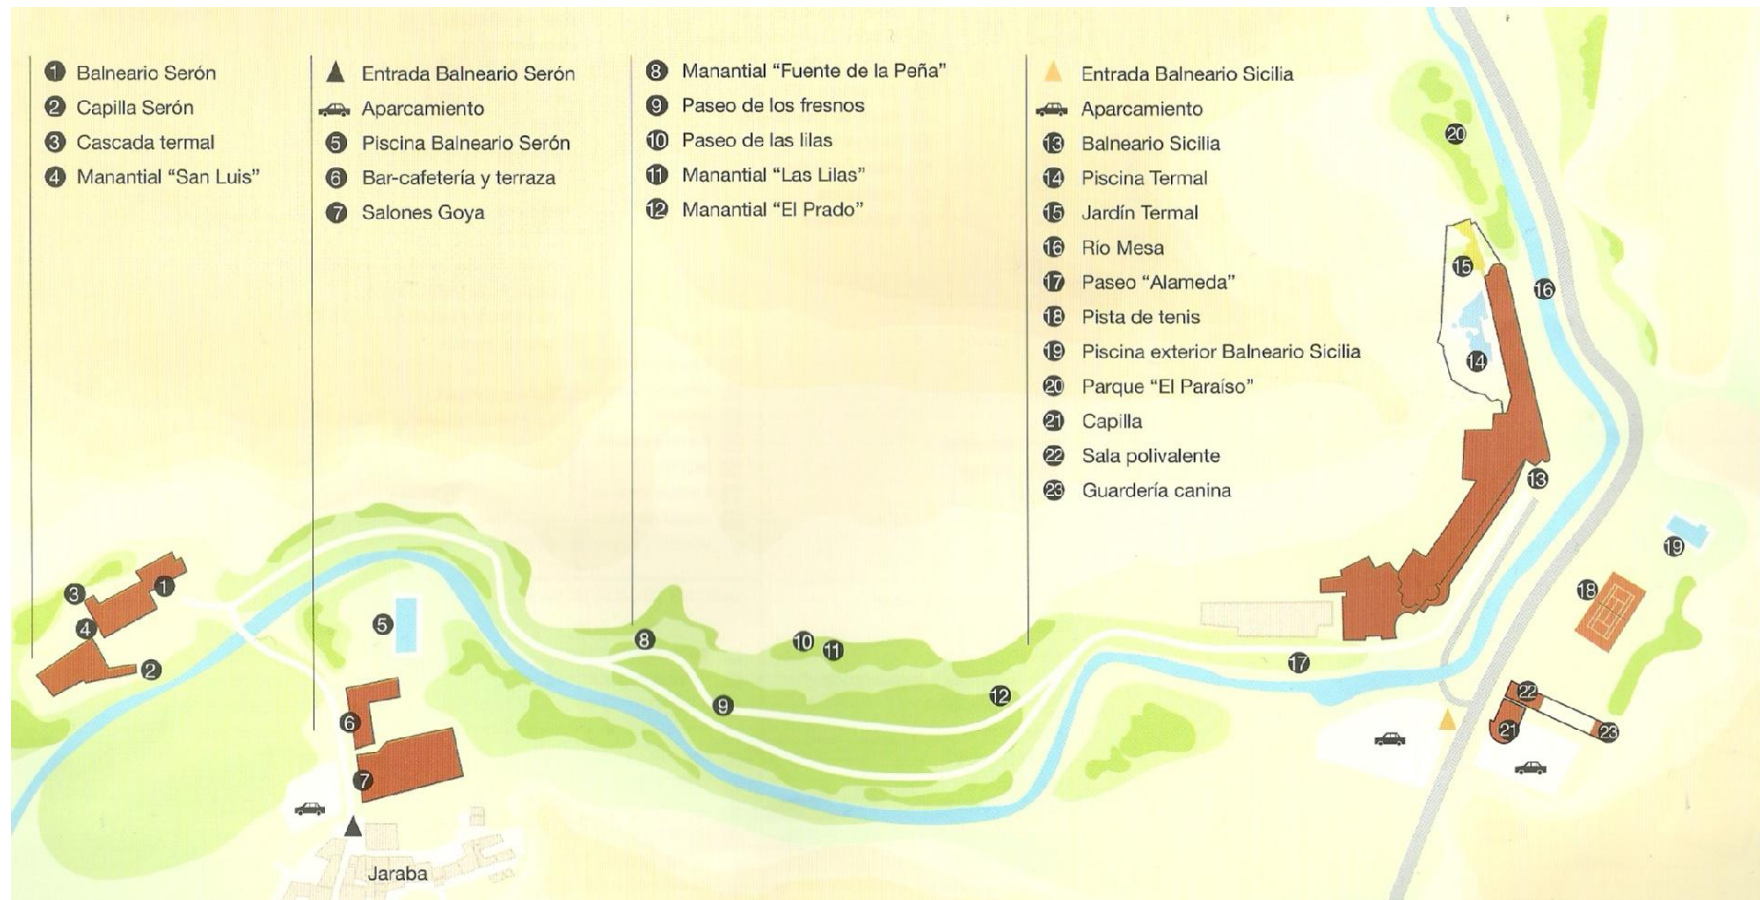 1 Balneario Serón
2 Capilla Serón
3 Cascada termal
4 Manantial “San Luis”
Entrada Balneario Serón
Aparcamiento
5 Piscina Balneario Serón
6 Bar-cafetería y terraza
7 Salones Goya
8 Manantial “Fuente de la Peña”
9 Paseo de los fresnos
10 Paseo de las lilas
11 Manantial “Las Lilas”
12 Manantial “El Prado”
Entrada Balneario Sicilia
Aparcamiento
13 Balneario Sicilia
14 Piscina Termal
15 Jardín Termal
16 Río Mesa
17 Paseo “Alameda”
18 Pista de tenis
19 Piscina exterior Balneario Sicilia
20 Parque “El Paraíso”
21 Capilla
22 Sala polivalente
23 Guardería canina
20
15
16
14
13
19
3
1
18
5
4
8
10
11
17
2
12
22
9
6
21
23
7
Jaraba